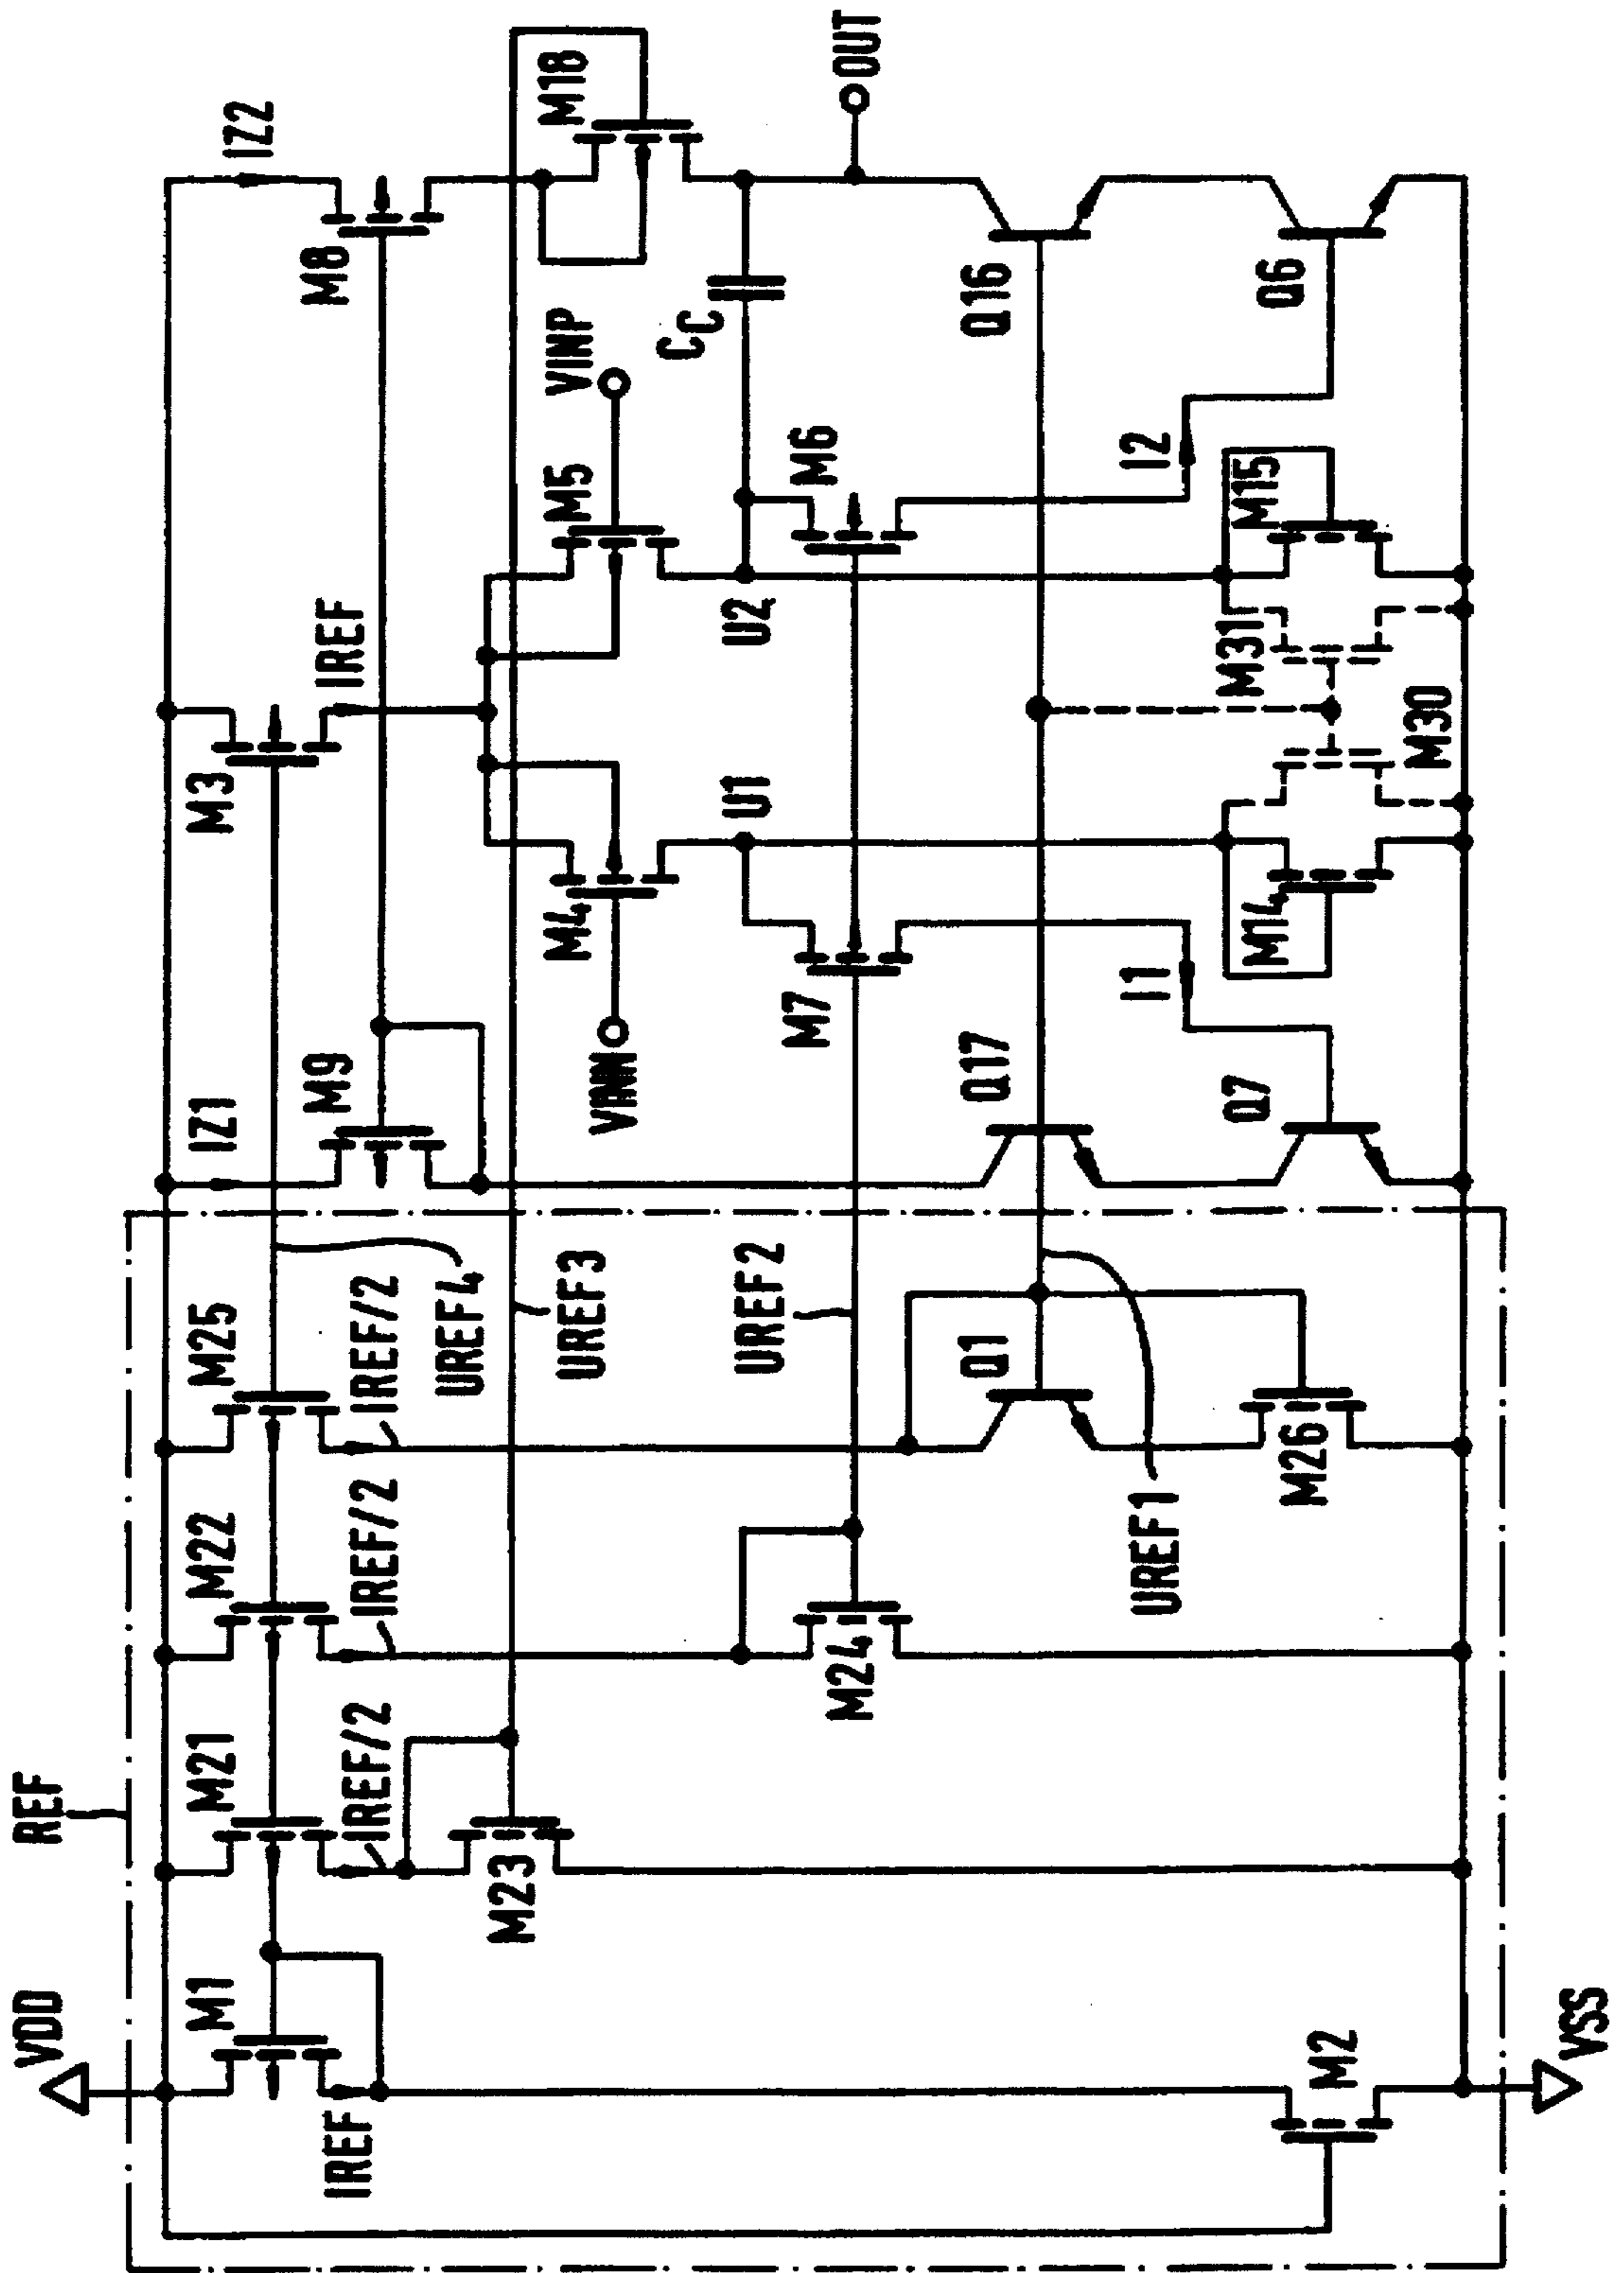 REF
VDD
M1
IREF
M21
IREF/2
M23
M22
IREF/2
M24
M25
IREF/2
UREF4
UREF3
UREF2
Q1
UREF1
M26
M2
VSS
IZ1
M9
M3
IREF
IZ2
M8
M18
M4
M5
VINP
CC
OUT
U1
U2
M7
M6
Q17
Q16
I1
I2
Q7
Q6
M14
M30
M31
M15